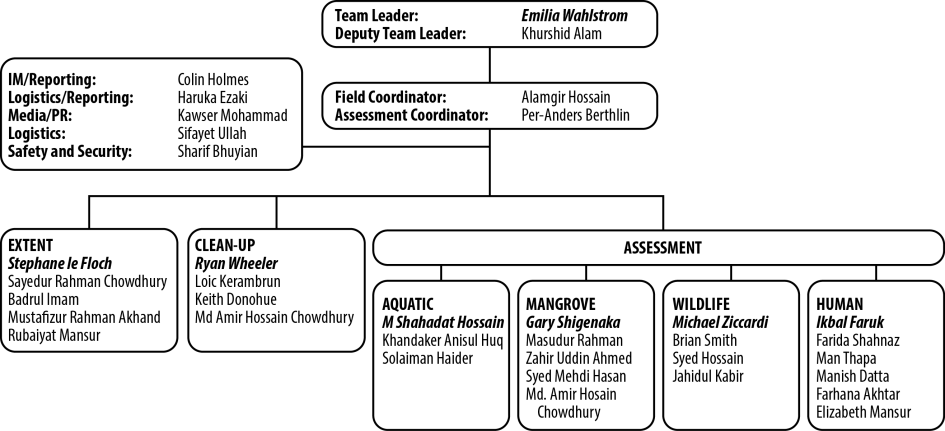 Team Leader: Emilia Wahlstrom
Deputy Team Leader: Khurshid Alam
IM/Reporting: Colin Holmes
Logistics/Reporting: Haruka Ezaki
Media/PR: Kawser Mohammad
Logistics: Sifayet Ullah
Safety and Security: Sharif Bhuyian
Field Coordinator: Alamgir Hossain
Assessment Coordinator: Per-Anders Berthlin
EXTENT
Stephane le Floch
Sayedur Rahman Chowdhury
Badrul Imam
Mustafizur Rahman Akhand
Rubaiyat Mansur
CLEAN-UP
Ryan Wheeler
Loic Kerambrun
Keith Donohue
Md Amir Hossain Chowdhury
ASSESSMENT
AQUATIC
M Shahadat Hossain
Khandaker Anisul Huq
Solaiman Haider
MANGROVE
Gary Shigenaka
Masudur Rahman
Zahir Uddin Ahmed
Syed Mehdi Hasan
Md. Amir Hosain
Chowdhury
WILDLIFE
Michael Ziccardi
Brian Smith
Syed Hossain
Jahidul Kabir
HUMAN
Ikbal Faruk
Farida Shahnaz
Man Thapa
Manish Datta
Farhana Akhtar
Elizabeth Mansur